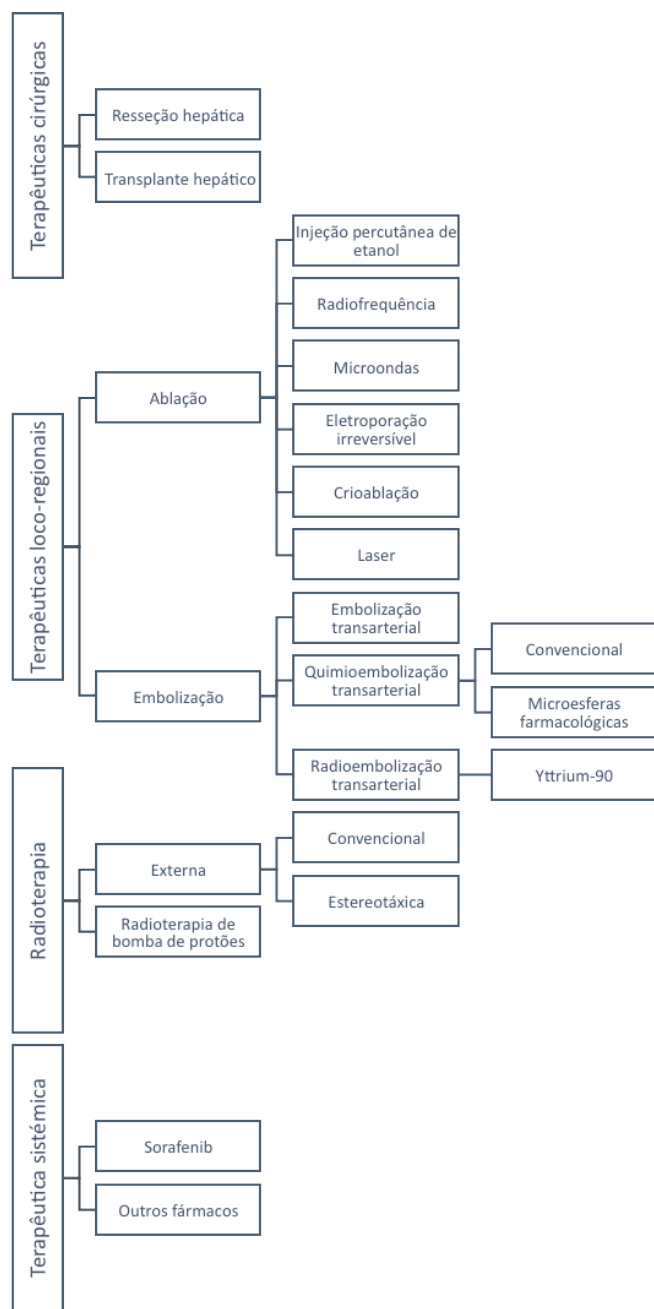 Terapêuticas cirúrgicas
Resseção hepática
Transplante hepático
Terapêuticas loco-regionais
Ablação
Injeção percutânea de
etanol
Radiofrequência
Microondas
Eletroporação
irreversível
Crioablação
Laser
Embolização
Embolização
transarterial
Quimioembolização
transarterial
Convencional
Microesferas
farmacológicas
Radioembolização
transarterial
Yttrium-90
Radioterapia
Externa
Convencional
Estereotáxica
Radioterapia de
bomba de protões
Terapêutica sistémica
Sorafenib
Outros fármacos